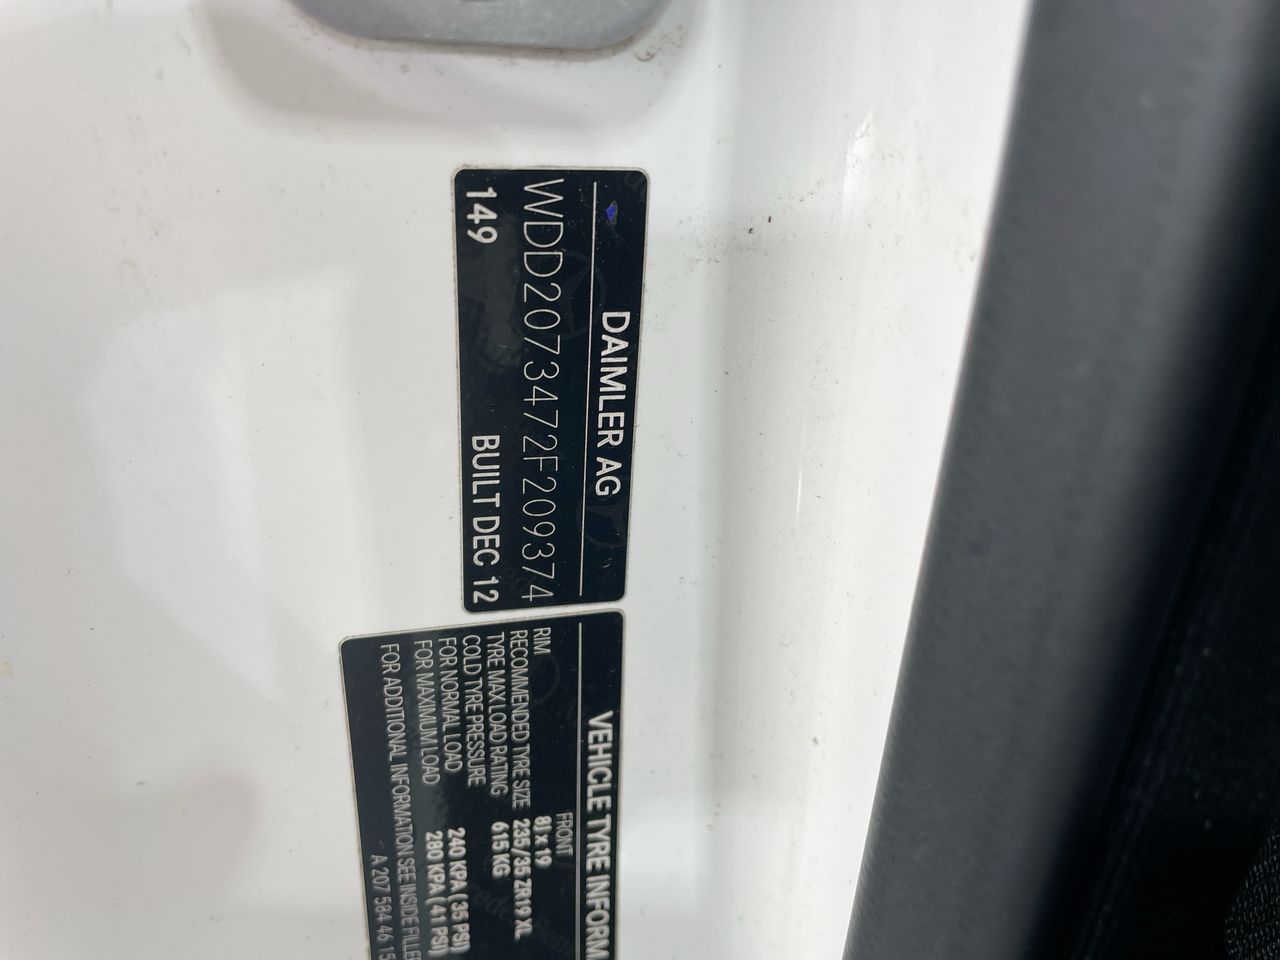 DAIMLER AG
WDD2073472F209374
149 BUILT DEC 12
VEHICLE TYRE INFORM
FRONT
RIM 8J x 19
RECOMMENDED TYRE SIZE 235/35 ZR19 XL
TYRE MAX LOAD RATING 615 KG
COLD TYRE PRESSURE
FOR NORMAL LOAD 240 KPA (35 PSI)
FOR MAXIMUM LOAD 280 KPA (41 PSI)
FOR ADDITIONAL INFORMATION SEE INSIDE FILLER
A 207 584 46 15